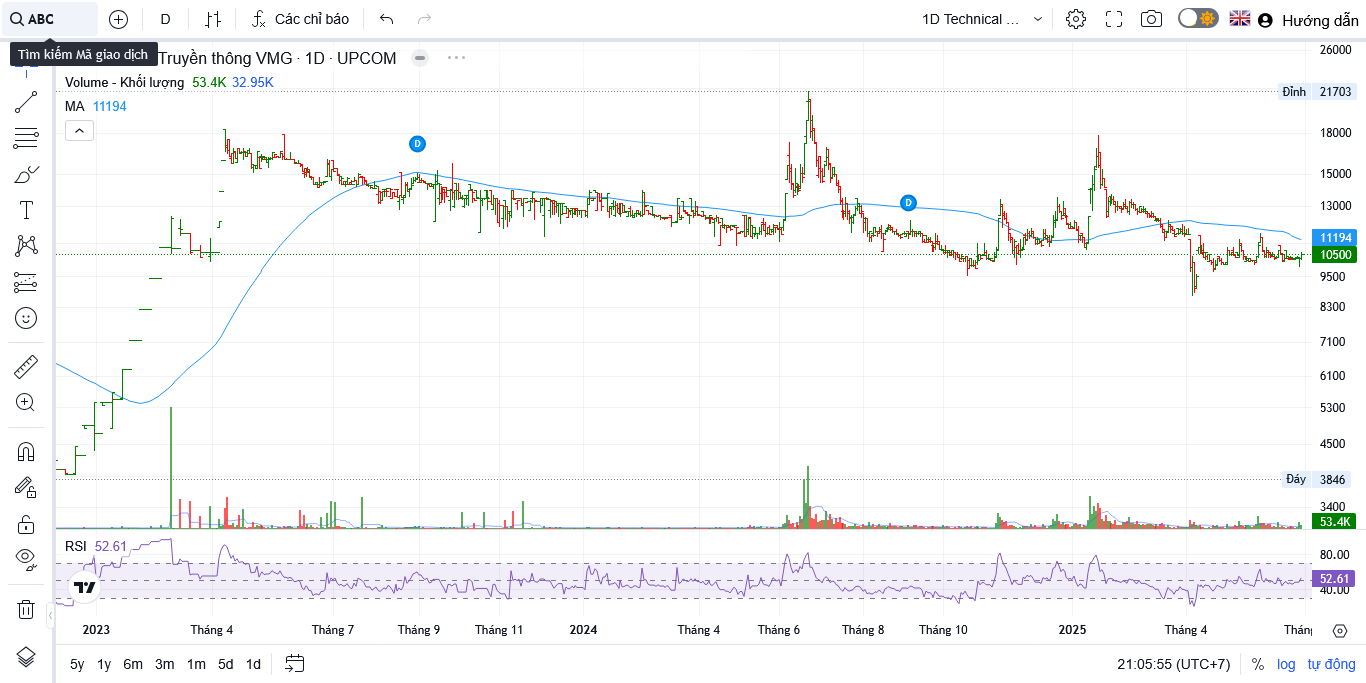 ABC
D
Các chỉ báo
1D Technical ...
Hướng dẫn
Tìm kiếm Mã giao dịch
Truyền thông VMG · 1D · UPCOM
Volume - Khối lượng 53.4K 32.95K
MA 11194
D
D
26000
Đỉnh 21703
18000
15000
13000
11194
10500
9500
8300
7100
6100
5300
4500
Đáy 3846
3400
53.4K
RSI 52.61
80.00
52.61
40.00
2023 Tháng 4 Tháng 7 Tháng 9 Tháng 11 2024 Tháng 4 Tháng 6 Tháng 8 Tháng 10 2025 Tháng 4 Thán
5y 1y 6m 3m 1m 5d 1d
21:05:55 (UTC+7) % log tự động